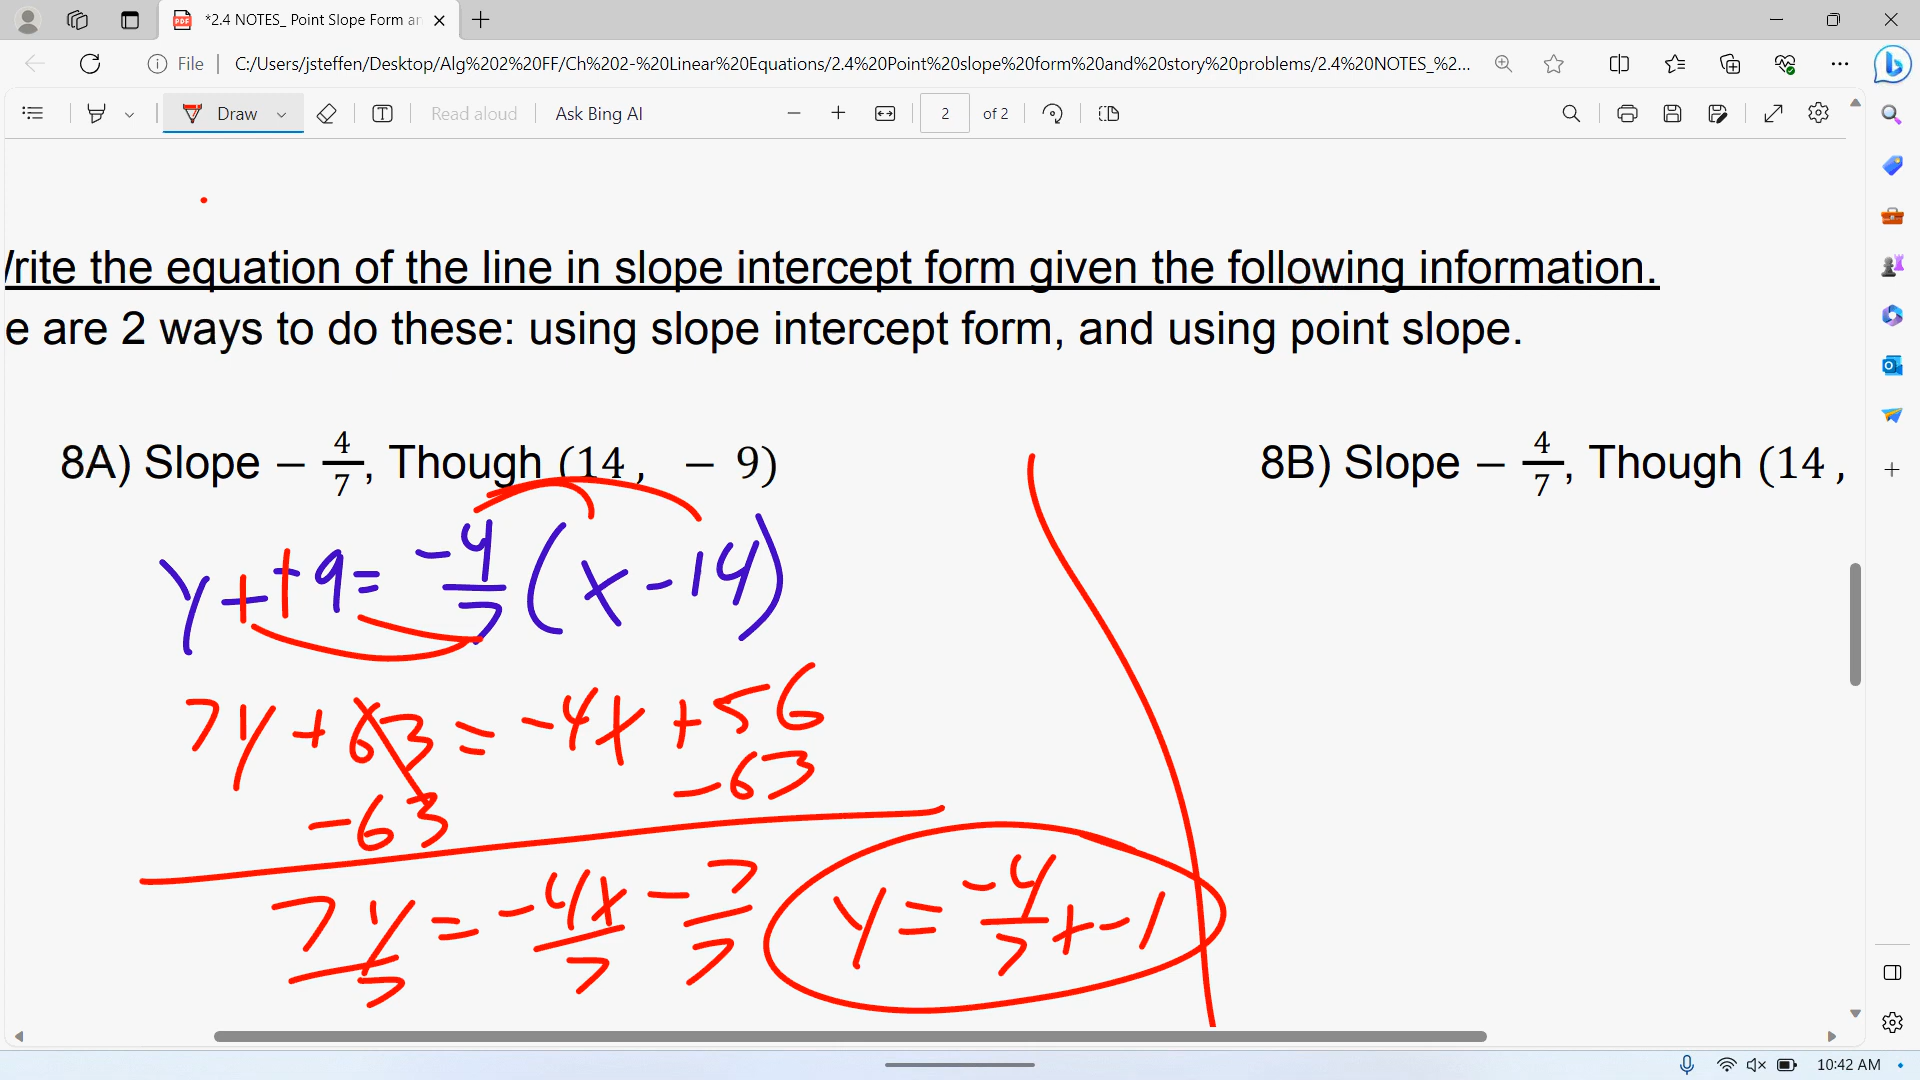 *2.4 NOTES_ Point Slope Form ar
File
C:/Users/jsteffen/Desktop/Alg%202%20FF/Ch%202-%20Linear%20Equations/2.4%20Point%20slope%20form%20and%20story%20problems/2.4%20NOTES_%2...
Draw
Read aloud
Ask Bing AI
2 of 2
rite the equation of the line in slope intercept form given the following information.
e are 2 ways to do these: using slope intercept form, and using point slope.
8A) Slope − 4/7, Though (14 , − 9)
8B) Slope − 4/7, Though (14 ,
y + +9 = -4/7 (x - 14)
7y + 63 = -4x + 56
-63 -63
7y/7 = -4x/7 - 7/7
y = -4/7 x - 1
10:42 AM